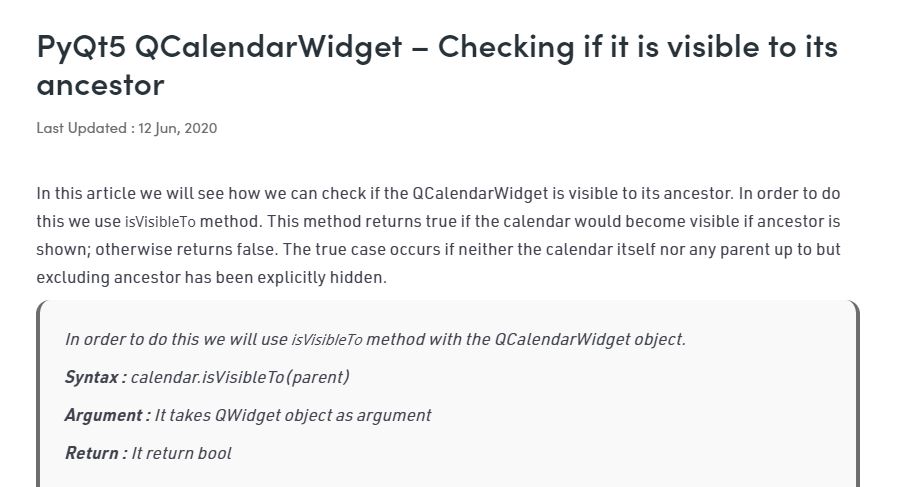 PyQt5 QCalendarWidget – Checking if it is visible to its
ancestor
Last Updated : 12 Jun, 2020
In this article we will see how we can check if the QCalendarWidget is visible to its ancestor. In order to do
this we use isVisibleTo method. This method returns true if the calendar would become visible if ancestor is
shown; otherwise returns false. The true case occurs if neither the calendar itself nor any parent up to but
excluding ancestor has been explicitly hidden.
In order to do this we will use isVisibleTo method with the QCalendarWidget object.
Syntax : calendar.isVisibleTo(parent)
Argument : It takes QWidget object as argument
Return : It return bool